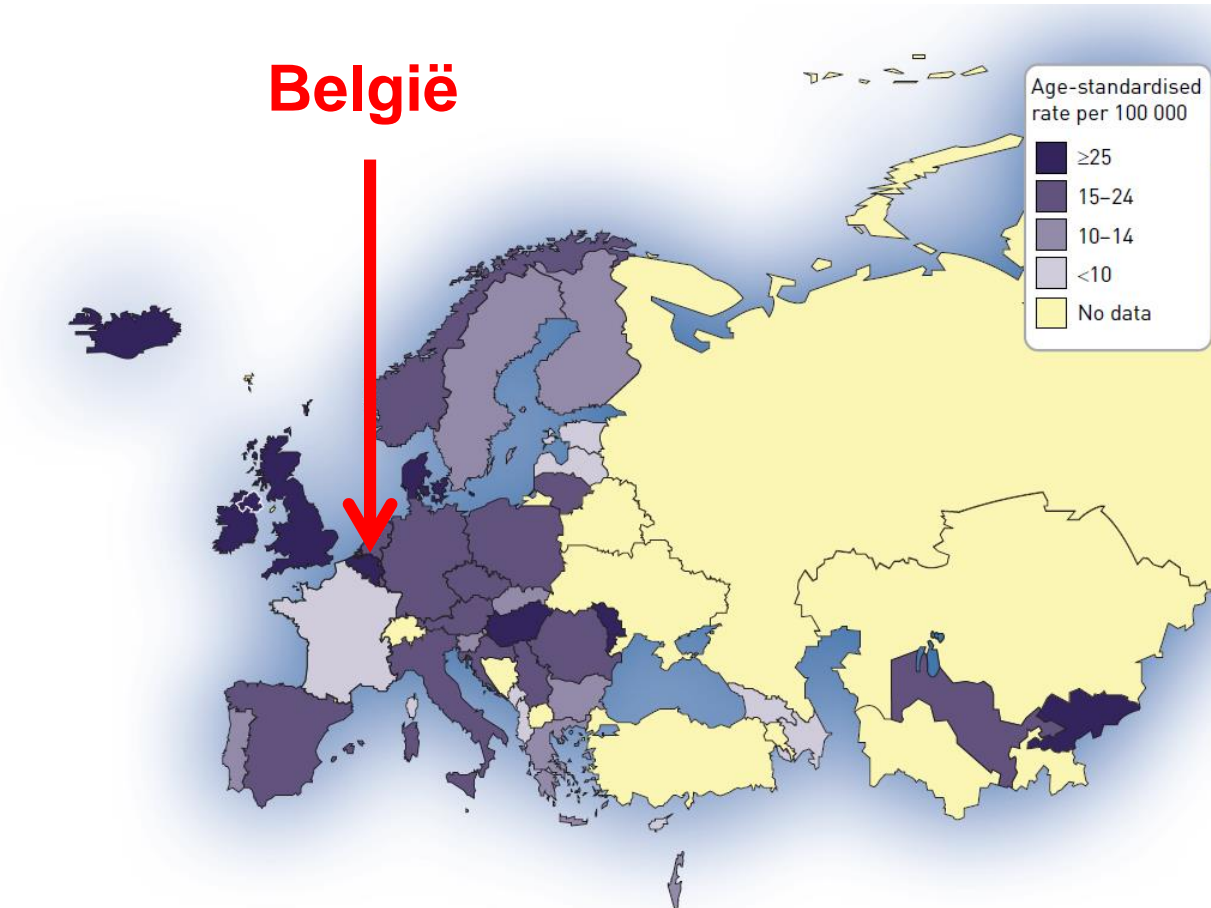 België
Age-standardised
rate per 100 000
≥25
15–24
10–14
<10
No data